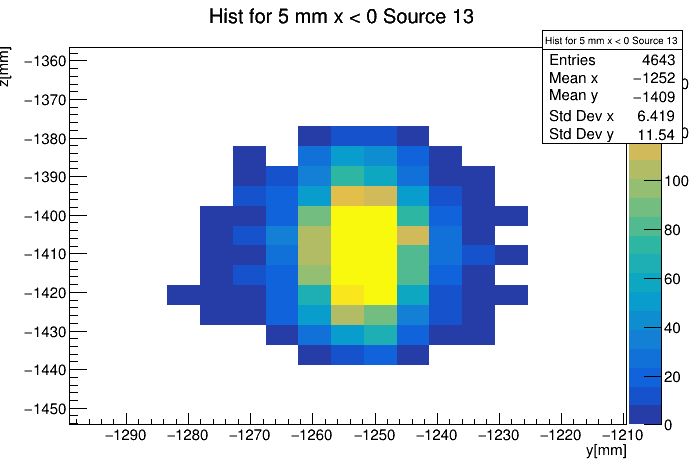 Hist for 5 mm x < 0 Source 13
z[mm]
−1360
−1370
−1380
−1390
−1400
−1410
−1420
−1430
−1440
−1450
−1290
−1280
−1270
−1260
−1250
−1240
−1230
−1220
−1210
y[mm]
Hist for 5 mm x < 0 Source 13
Entries 4643
Mean x −1252
Mean y −1409
Std Dev x 6.419
Std Dev y 11.54
100
80
60
40
20
0